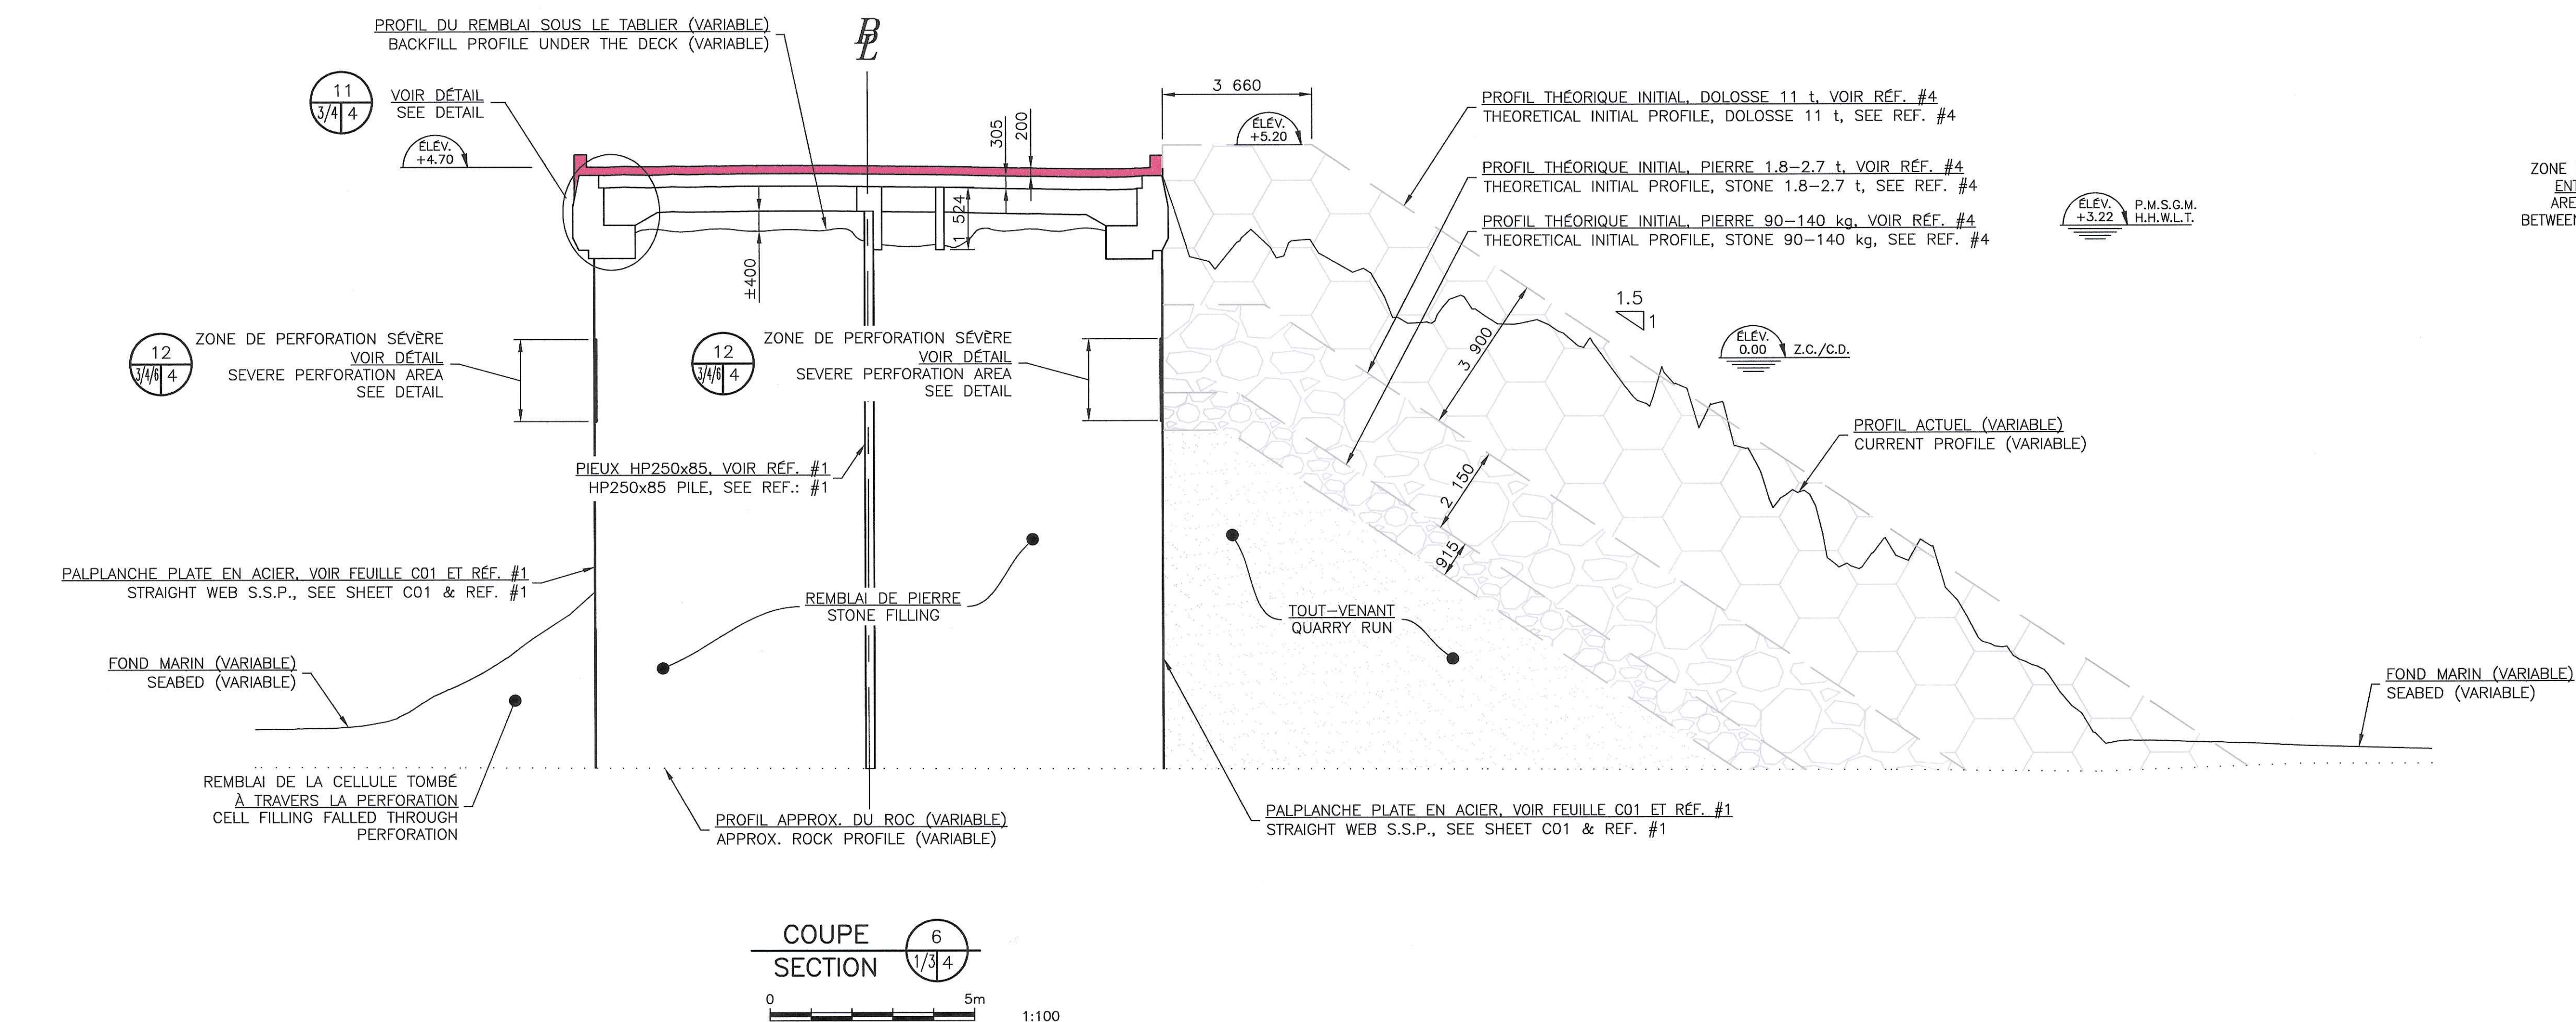 PROFIL DU REMBLAI SOUS LE TABLIER (VARIABLE)
BACKFILL PROFILE UNDER THE DECK (VARIABLE)
BL
11
3/4 4
VOIR DÉTAIL
SEE DETAIL
ÉLÉV.
+4.70
305
200
3 660
ÉLÉV.
+5.20
PROFIL THÉORIQUE INITIAL, DOLOSSE 11 t, VOIR RÉF. #4
THEORETICAL INITIAL PROFILE, DOLOSSE 11 t, SEE REF. #4
PROFIL THÉORIQUE INITIAL, PIERRE 1.8-2.7 t, VOIR RÉF. #4
THEORETICAL INITIAL PROFILE, STONE 1.8-2.7 t, SEE REF. #4
PROFIL THÉORIQUE INITIAL, PIERRE 90-140 kg, VOIR RÉF. #4
THEORETICAL INITIAL PROFILE, STONE 90-140 kg, SEE REF. #4
ÉLÉV.
+3.22
P.M.S.G.M.
H.H.W.L.T.
ZONE
ENT
ARE
BETWEEN
1 524
±400
1.5
1
ÉLÉV.
0.00
Z.C./C.D.
12
3/4/6 4
ZONE DE PERFORATION SÉVÈRE
VOIR DÉTAIL
SEVERE PERFORATION AREA
SEE DETAIL
12
3/4/6 4
ZONE DE PERFORATION SÉVÈRE
VOIR DÉTAIL
SEVERE PERFORATION AREA
SEE DETAIL
3 900
PROFIL ACTUEL (VARIABLE)
CURRENT PROFILE (VARIABLE)
PIEUX HP250x85, VOIR RÉF. #1
HP250x85 PILE, SEE REF.: #1
2 150
915
PALPLANCHE PLATE EN ACIER, VOIR FEUILLE C01 ET RÉF. #1
STRAIGHT WEB S.S.P., SEE SHEET C01 & REF. #1
REMBLAI DE PIERRE
STONE FILLING
TOUT-VENANT
QUARRY RUN
FOND MARIN (VARIABLE)
SEABED (VARIABLE)
FOND MARIN (VARIABLE)
SEABED (VARIABLE)
REMBLAI DE LA CELLULE TOMBÉ
À TRAVERS LA PERFORATION
CELL FILLING FALLED THROUGH
PERFORATION
PROFIL APPROX. DU ROC (VARIABLE)
APPROX. ROCK PROFILE (VARIABLE)
PALPLANCHE PLATE EN ACIER, VOIR FEUILLE C01 ET RÉF. #1
STRAIGHT WEB S.S.P., SEE SHEET C01 & REF. #1
COUPE
SECTION
6
1/3 4
0 5m
1:100